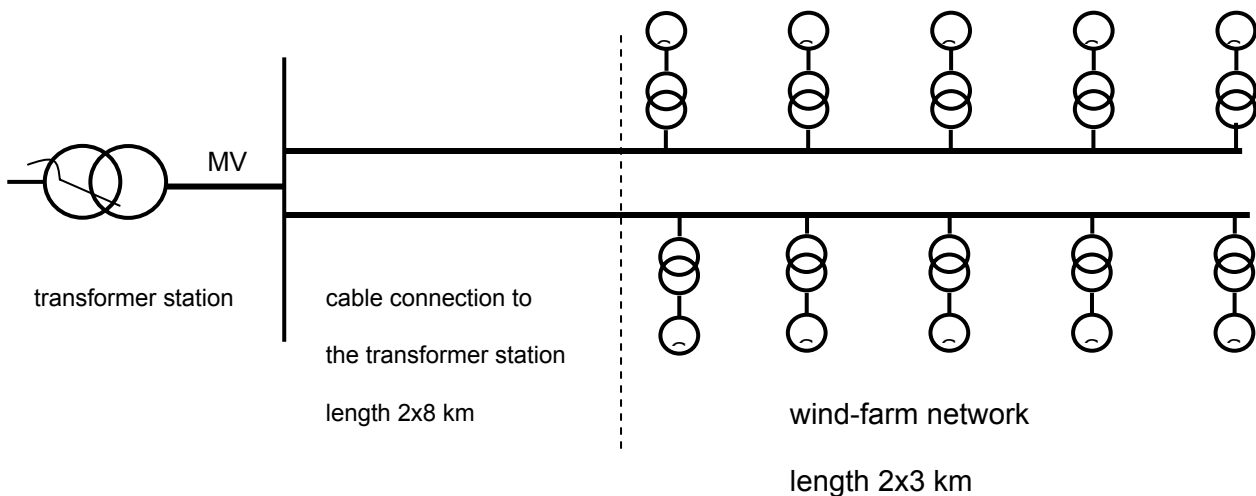 MV
transformer station
cable connection to
the transformer station
length 2x8 km
wind-farm network
length 2x3 km